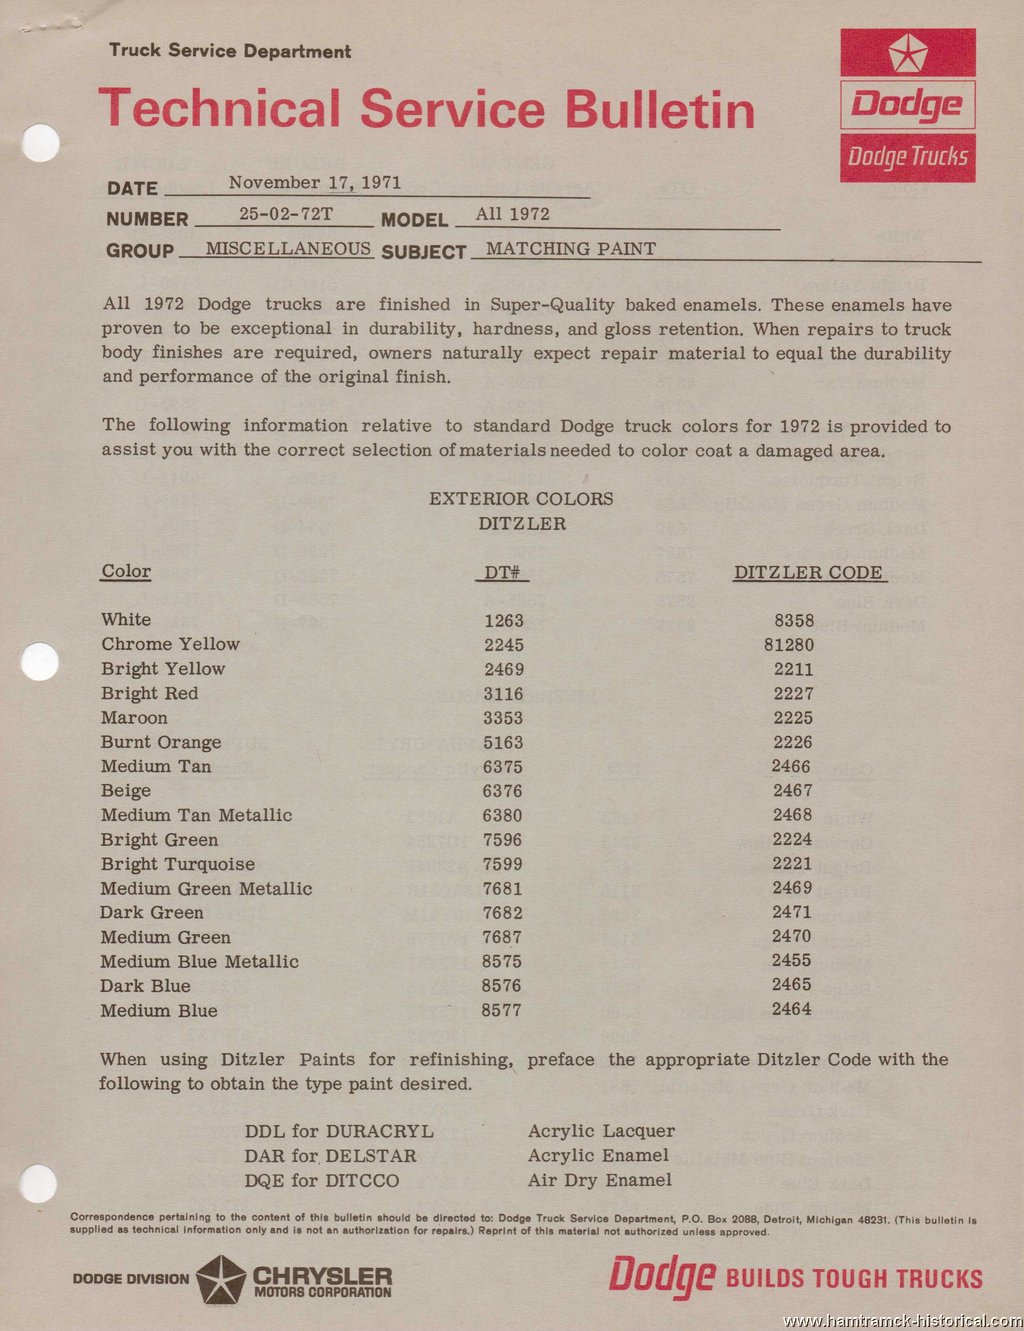 Truck Service Department
Technical Service Bulletin
Dodge
Dodge Trucks
DATE November 17, 1971
NUMBER 25-02-72T MODEL All 1972
GROUP MISCELLANEOUS SUBJECT MATCHING PAINT
All 1972 Dodge trucks are finished in Super-Quality baked enamels. These enamels have
proven to be exceptional in durability, hardness, and gloss retention. When repairs to truck
body finishes are required, owners naturally expect repair material to equal the durability
and performance of the original finish.
The following information relative to standard Dodge truck colors for 1972 is provided to
assist you with the correct selection of materials needed to color coat a damaged area.
EXTERIOR COLORS
DITZLER
Color DT# DITZLER CODE
White 1263 8358
Chrome Yellow 2245 81280
Bright Yellow 2469 2211
Bright Red 3116 2227
Maroon 3353 2225
Burnt Orange 5163 2226
Medium Tan 6375 2466
Beige 6376 2467
Medium Tan Metallic 6380 2468
Bright Green 7596 2224
Bright Turquoise 7599 2221
Medium Green Metallic 7681 2469
Dark Green 7682 2471
Medium Green 7687 2470
Medium Blue Metallic 8575 2455
Dark Blue 8576 2465
Medium Blue 8577 2464
When using Ditzler Paints for refinishing, preface the appropriate Ditzler Code with the
following to obtain the type paint desired.
DDL for DURACRYL Acrylic Lacquer
DAR for DELSTAR Acrylic Enamel
DQE for DITCCO Air Dry Enamel
Correspondence pertaining to the content of this bulletin should be directed to: Dodge Truck Service Department, P.O. Box 2088, Detroit, Michigan 48231. (This bulletin is
supplied as technical information only and is not an authorization for repairs.) Reprint of this material not authorized unless approved.
DODGE DIVISION CHRYSLER
MOTORS CORPORATION
Dodge BUILDS TOUGH TRUCKS
www.hamtramck-historical.com